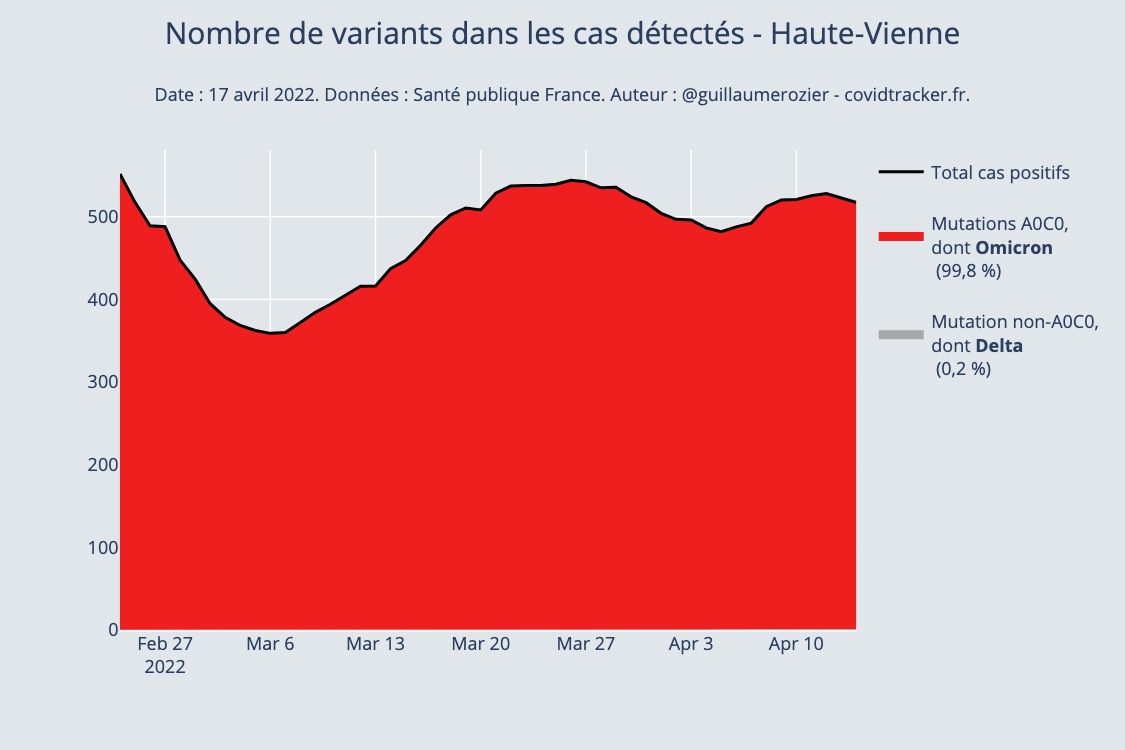 Nombre de variants dans les cas détectés - Haute-Vienne
Date : 17 avril 2022. Données : Santé publique France. Auteur : @guillaumerozier - covidtracker.fr.
Total cas positifs
Mutations A0C0,
dont Omicron
(99,8 %)
Mutation non-A0C0,
dont Delta
(0,2 %)
500
400
300
200
100
0
Feb 27
2022
Mar 6
Mar 13
Mar 20
Mar 27
Apr 3
Apr 10